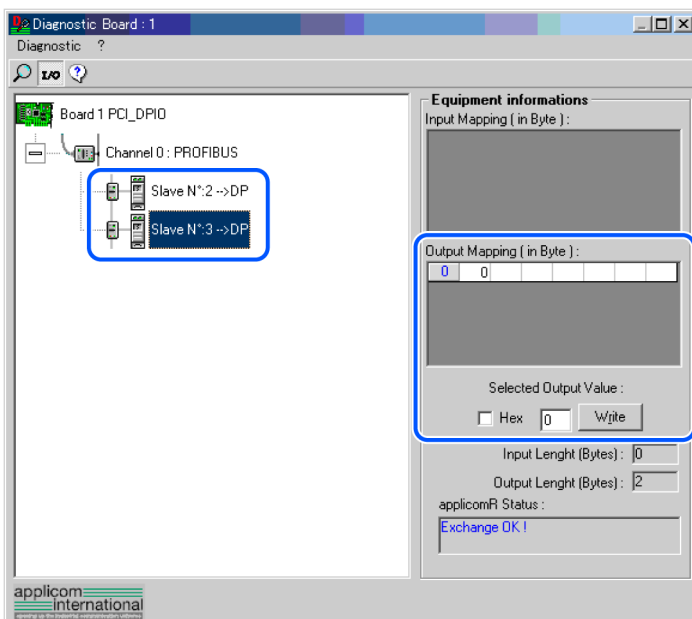 Diagnostic Board : 1
Diagnostic ?
I/O
Board 1 PCI_DPIO
Channel 0 : PROFIBUS
Slave N°:2 -->DP
Slave N°:3 -->DP
Equipment informations
Input Mapping ( in Byte ) :
Output Mapping ( in Byte ) :
0 0
Selected Output Value :
Hex 0 Write
Input Lenght (Bytes) : 0
Output Lenght (Bytes) : 2
applicomR Status :
Exchange OK !
applicom
international